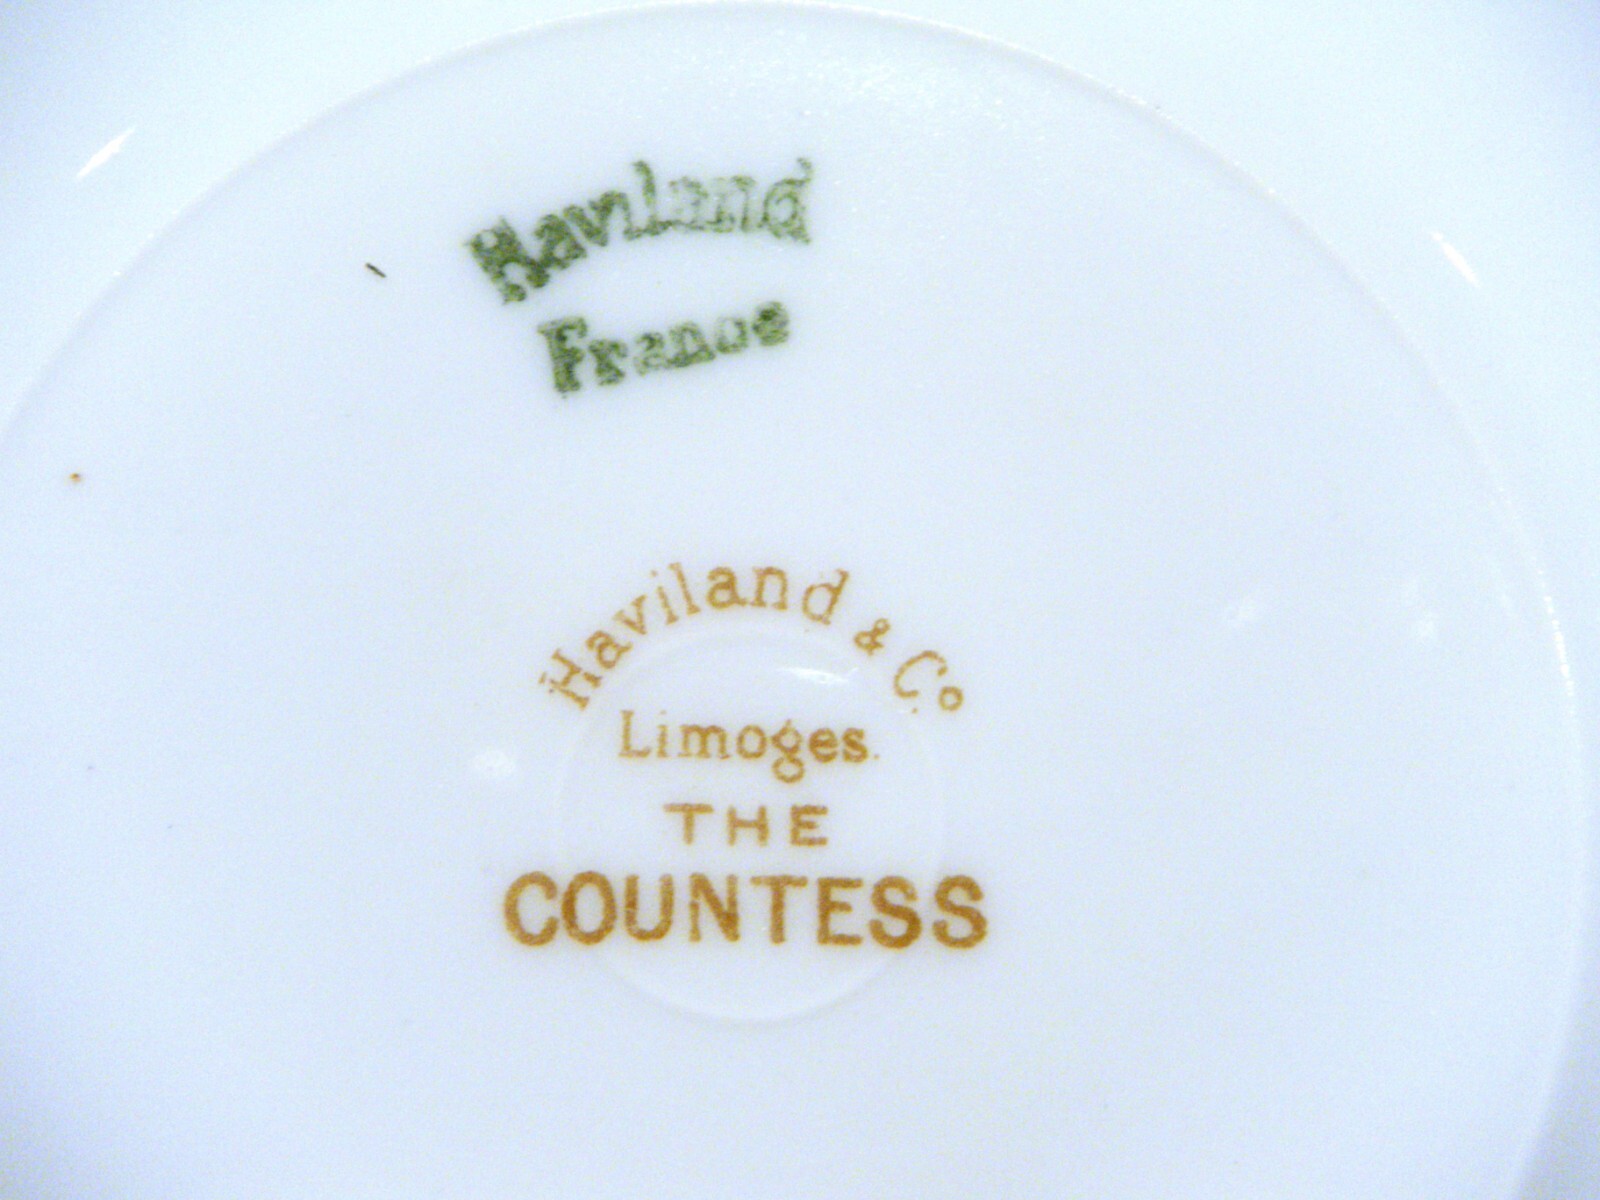 Haviland
France
Haviland & Co
Limoges.
THE
COUNTESS